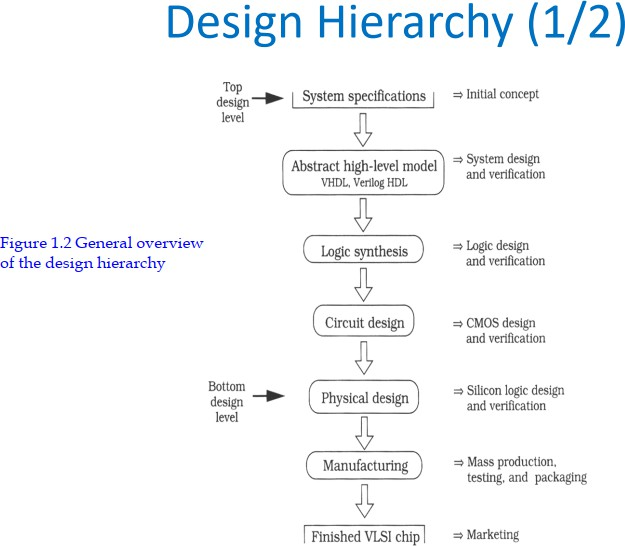 Design Hierarchy (1/2)
Top
design
level
System specifications
⇒ Initial concept
Abstract high-level model
VHDL, Verilog HDL
⇒ System design
and verification
Figure 1.2 General overview
of the design hierarchy
Logic synthesis
⇒ Logic design
and verification
Circuit design
⇒ CMOS design
and verification
Bottom
design
level
Physical design
⇒ Silicon logic design
and verification
Manufacturing
⇒ Mass production,
testing, and packaging
Finished VLSI chip
⇒ Marketing